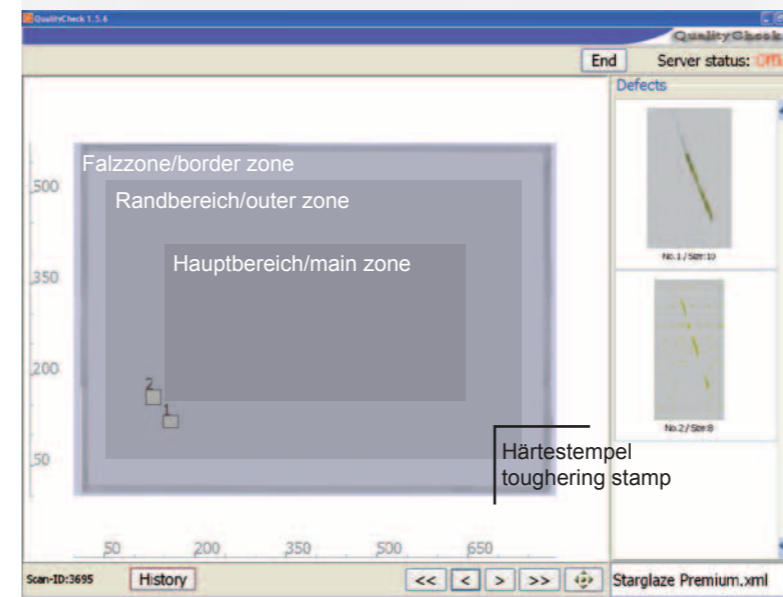 QualityCheck 1.5.6
QualityCheck
End
Server status: Offli
Defects
Falzzone/border zone
Randbereich/outer zone
Hauptbereich/main zone
500
350
200
50
2
1
Härtestempel
toughering stamp
50 200 350 500 650
No.1/Size:10
No.2/Size:8
Scan-ID:3695
History
<< < > >>
Starglaze Premium.xml